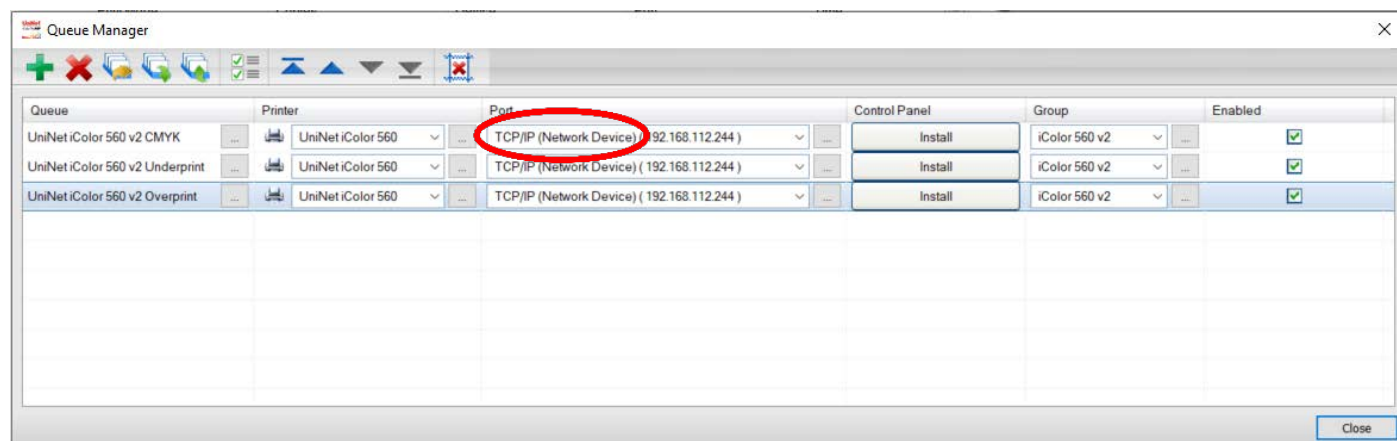 Queue Manager
Queue Printer Port Control Panel Group Enabled
UniNet iColor 560 v2 CMYK ... UniNet iColor 560 ... TCP/IP (Network Device) ( 192.168.112.244 ) ... Install iColor 560 v2 ...
UniNet iColor 560 v2 Underprint ... UniNet iColor 560 ... TCP/IP (Network Device) ( 192.168.112.244 ) ... Install iColor 560 v2 ...
UniNet iColor 560 v2 Overprint ... UniNet iColor 560 ... TCP/IP (Network Device) ( 192.168.112.244 ) ... Install iColor 560 v2 ...
Close